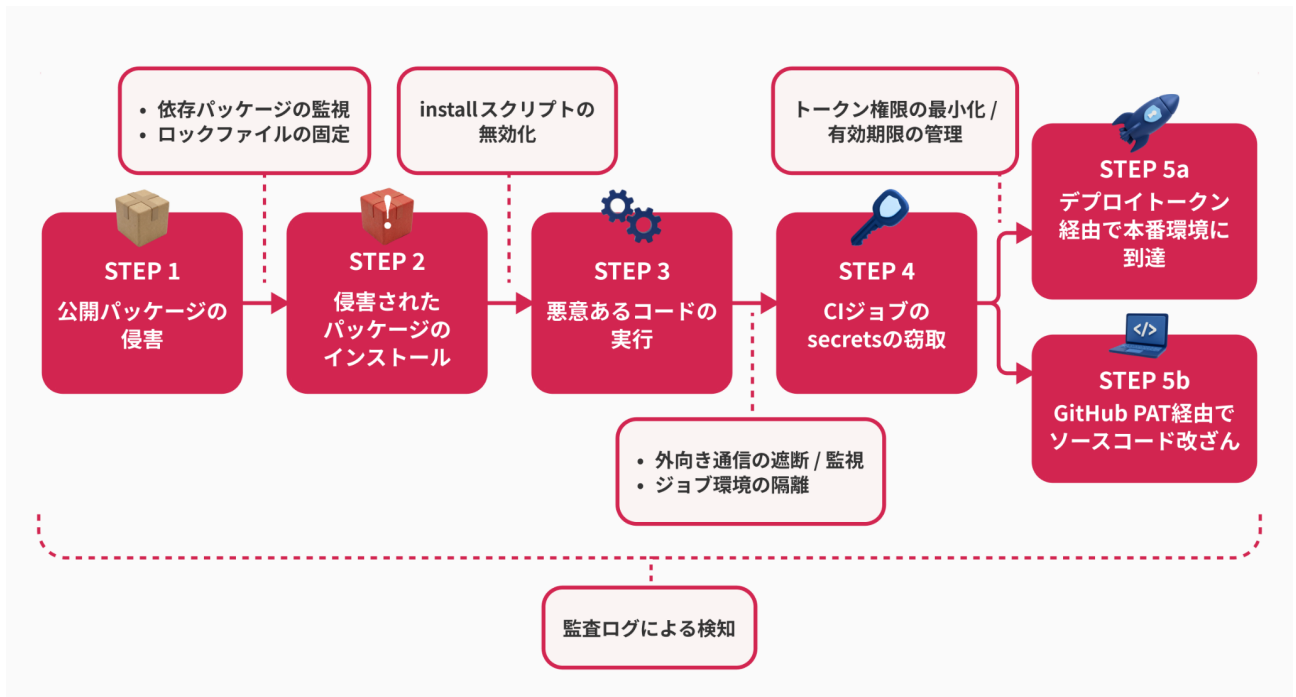 • 依存パッケージの監視
• ロックファイルの固定
installスクリプトの
無効化
トークン権限の最小化 /
有効期限の管理
STEP 1
公開パッケージの
侵害
STEP 2
侵害された
パッケージの
インストール
STEP 3
悪意あるコードの
実行
STEP 4
CIジョブの
secretsの窃取
STEP 5a
デプロイトークン
経由で本番環境に
到達
</>
STEP 5b
GitHub PAT経由で
ソースコード改ざん
• 外向き通信の遮断 / 監視
• ジョブ環境の隔離
監査ログによる検知